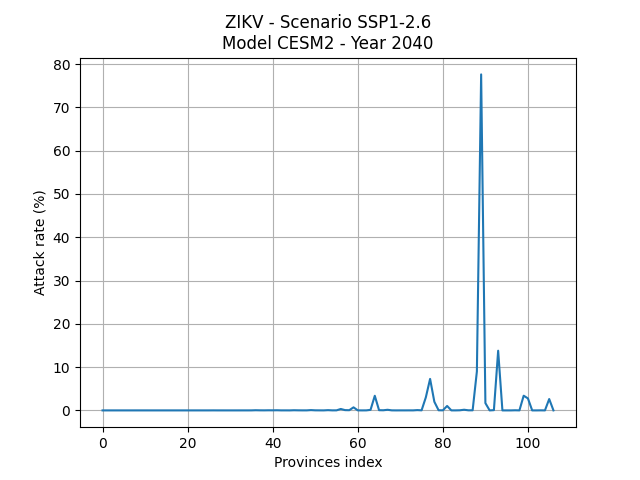 ZIKV - Scenario SSP1-2.6
Model CESM2 - Year 2040
80
70
60
50
40
30
20
10
0
Attack rate (%)
0 20 40 60 80 100
Provinces index